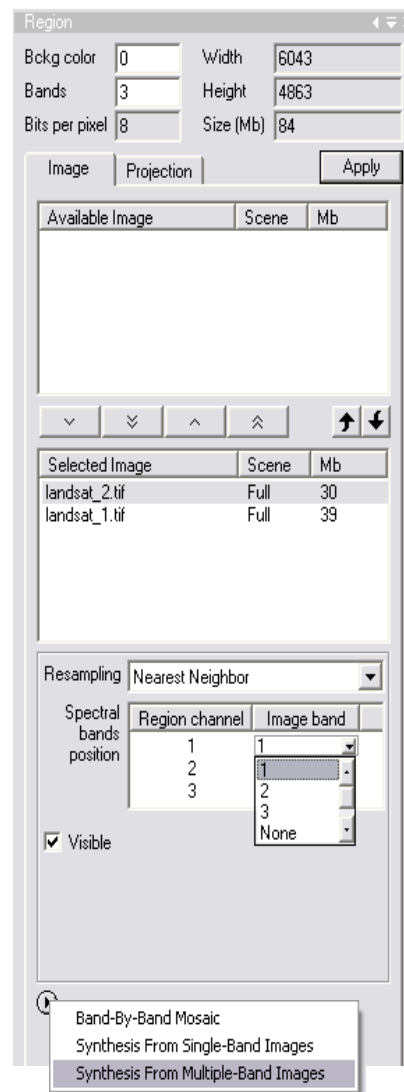 Region
Bckg color 0 Width 6043
Bands 3 Height 4863
Bits per pixel 8 Size (Mb) 84
Image Projection Apply
Available Image Scene Mb
Selected Image Scene Mb
landsat_2.tif Full 30
landsat_1.tif Full 39
Resampling Nearest Neighbor
Spectral bands position
Region channel Image band
1 1
2
3
1
2
3
None
Visible
Band-By-Band Mosaic
Synthesis From Single-Band Images
Synthesis From Multiple-Band Images